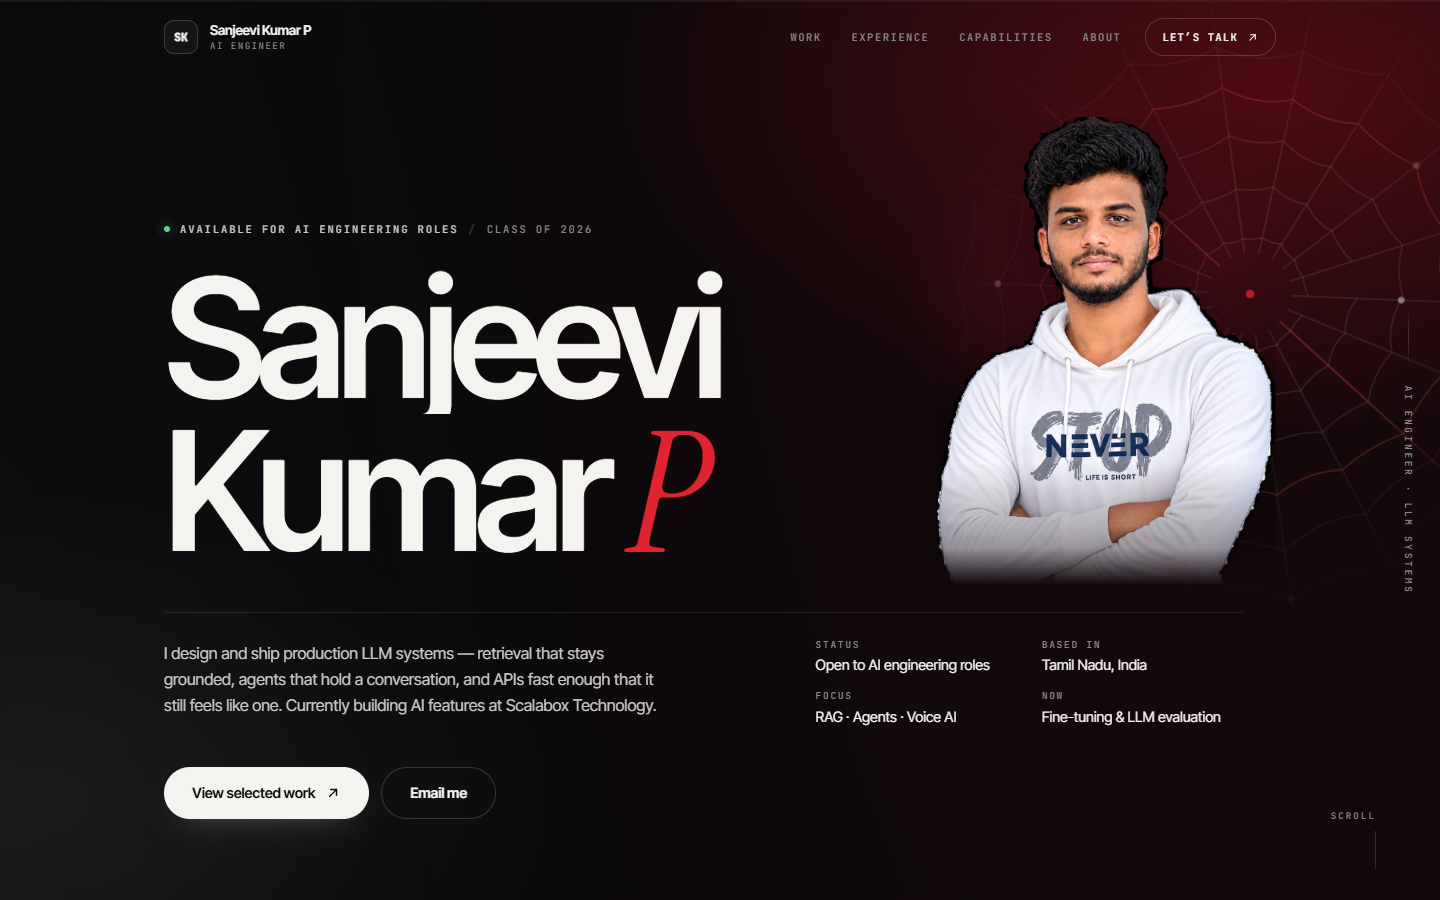 SK
Sanjeevi Kumar P
AI ENGINEER
WORK
EXPERIENCE
CAPABILITIES
ABOUT
LET’S TALK ↗
AVAILABLE FOR AI ENGINEERING ROLES / CLASS OF 2026
Sanjeevi
Kumar P
STOP
NEVER
LIFE IS SHORT
AI ENGINEER · LLM SYSTEMS
I design and ship production LLM systems — retrieval that stays
grounded, agents that hold a conversation, and APIs fast enough that it
still feels like one. Currently building AI features at Scalabox Technology.
STATUS
Open to AI engineering roles
BASED IN
Tamil Nadu, India
FOCUS
RAG · Agents · Voice AI
NOW
Fine-tuning & LLM evaluation
View selected work ↗
Email me
SCROLL